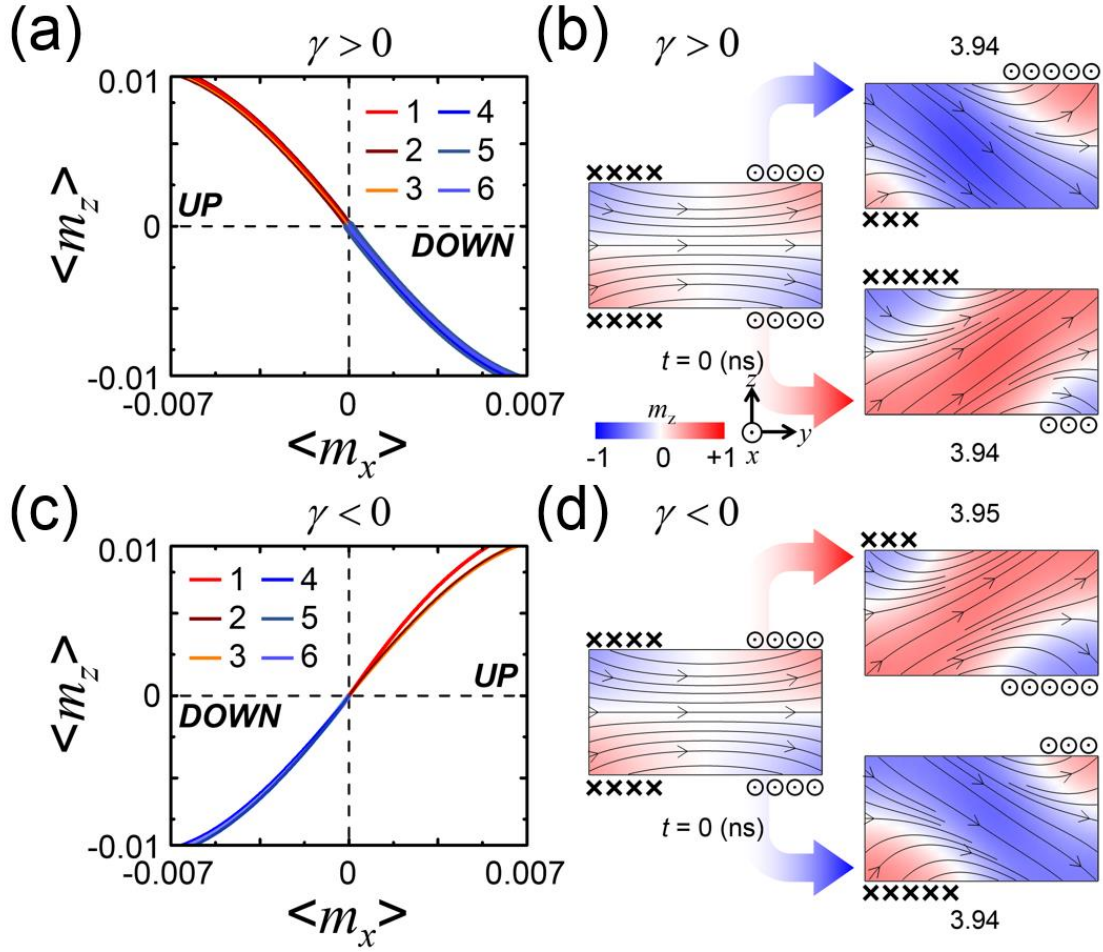 (a)
γ > 0
<m_z>
0.01
0
-0.01
1 4
2 5
3 6
UP
DOWN
-0.007 0 0.007
<m_x>
(b)
γ > 0
3.94
t = 0 (ns)
m_z
-1 0 +1
z
y
x
3.94
(c)
γ < 0
<m_z>
0.01
0
-0.01
1 4
2 5
3 6
UP
DOWN
-0.007 0 0.007
<m_x>
(d)
γ < 0
3.95
t = 0 (ns)
3.94